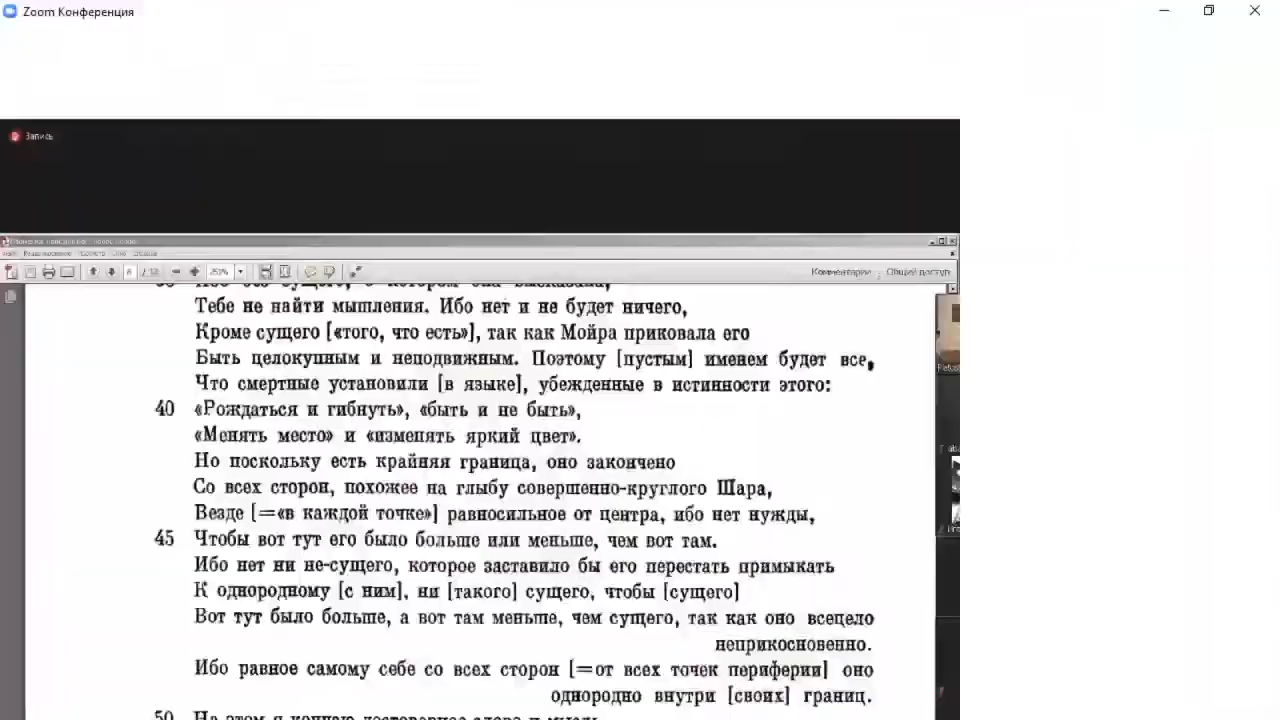 Zoom Конференция
Запись
Комментарии Общий доступ
Тебе не найти мышления. Ибо нет и не будет ничего,
Кроме сущего [«того, что есть»], так как Мойра приковала его
Быть целокупным и неподвижным. Поэтому [пустым] именем будет все,
Что смертные установили [в языке], убежденные в истинности этого:
40 «Рождаться и гибнуть», «быть и не быть»,
«Менять место» и «изменять яркий цвет».
Но поскольку есть крайняя граница, оно закончено
Со всех сторон, похожее на глыбу совершенно-круглого Шара,
Везде [=«в каждой точке»] равносильное от центра, ибо нет нужды,
45 Чтобы вот тут его было больше или меньше, чем вот там.
Ибо нет ни не-сущего, которое заставило бы его перестать примыкать
К однородному [с ним], ни [такого] сущего, чтобы [сущего]
Вот тут было больше, а вот там меньше, чем сущего, так как оно всецело
неприкосновенно.
Ибо равное самому себе со всех сторон [=от всех точек периферии] оно
однородно внутри [своих] границ.
50 На этом я кончаю достоверное слово и мысль